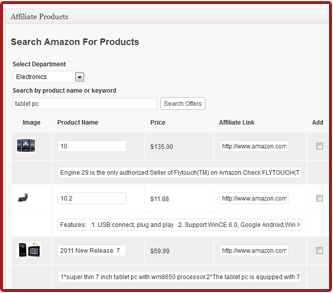 Affiliate Products
Search Amazon For Products
Select Department
Electronics
Search by product name or keyword
tablet pc Search Offers
Image Product Name Price Affiliate Link Add
10 $135.00 http://www.amazon.com
Engine 29 is the only authorized Seller of Flytouch(TM) on Amazon.Check FLYTOUCH(T
10.2 $11.88 http://www.amazon.com
Features: 1. USB connect, plug and play 2. Support WinCE 6.0, Google Android,Win X
2011 New Release. 7 $59.99 http://www.amazon.com
1*super thin 7 inch tablet pc with wm8650 processor.2*The tablet pc is equipped with 7